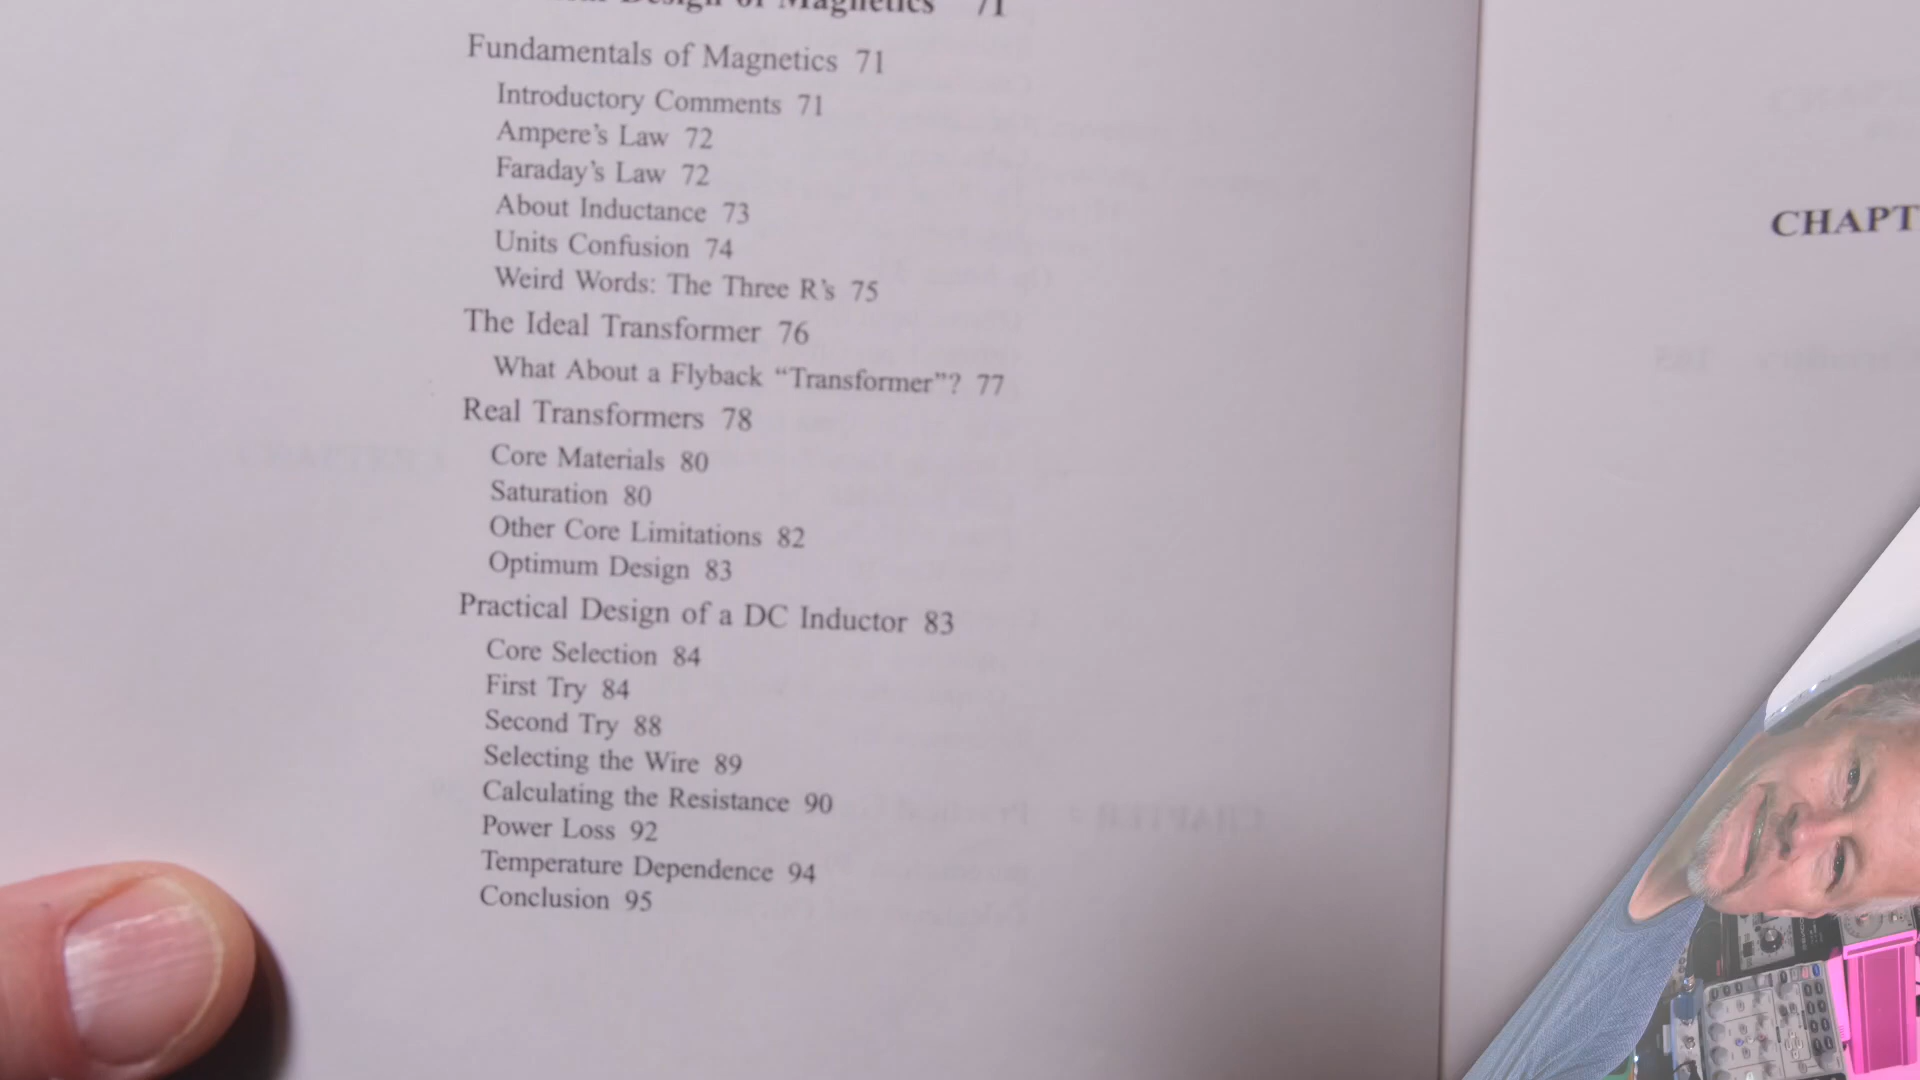 Design of Magnetics 71
Fundamentals of Magnetics 71
Introductory Comments 71
Ampere's Law 72
Faraday's Law 72
About Inductance 73
Units Confusion 74
Weird Words: The Three R's 75
The Ideal Transformer 76
What About a Flyback “Transformer”? 77
Real Transformers 78
Core Materials 80
Saturation 80
Other Core Limitations 82
Optimum Design 83
Practical Design of a DC Inductor 83
Core Selection 84
First Try 84
Second Try 88
Selecting the Wire 89
Calculating the Resistance 90
Power Loss 92
Temperature Dependence 94
Conclusion 95
CHAPT